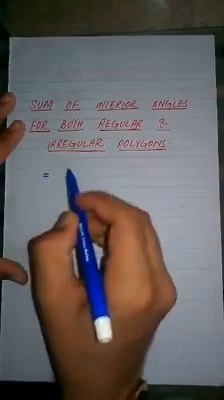 SUM OF INTERIOR ANGLES
FOR BOTH REGULAR &
IRREGULAR POLYGONS.
=